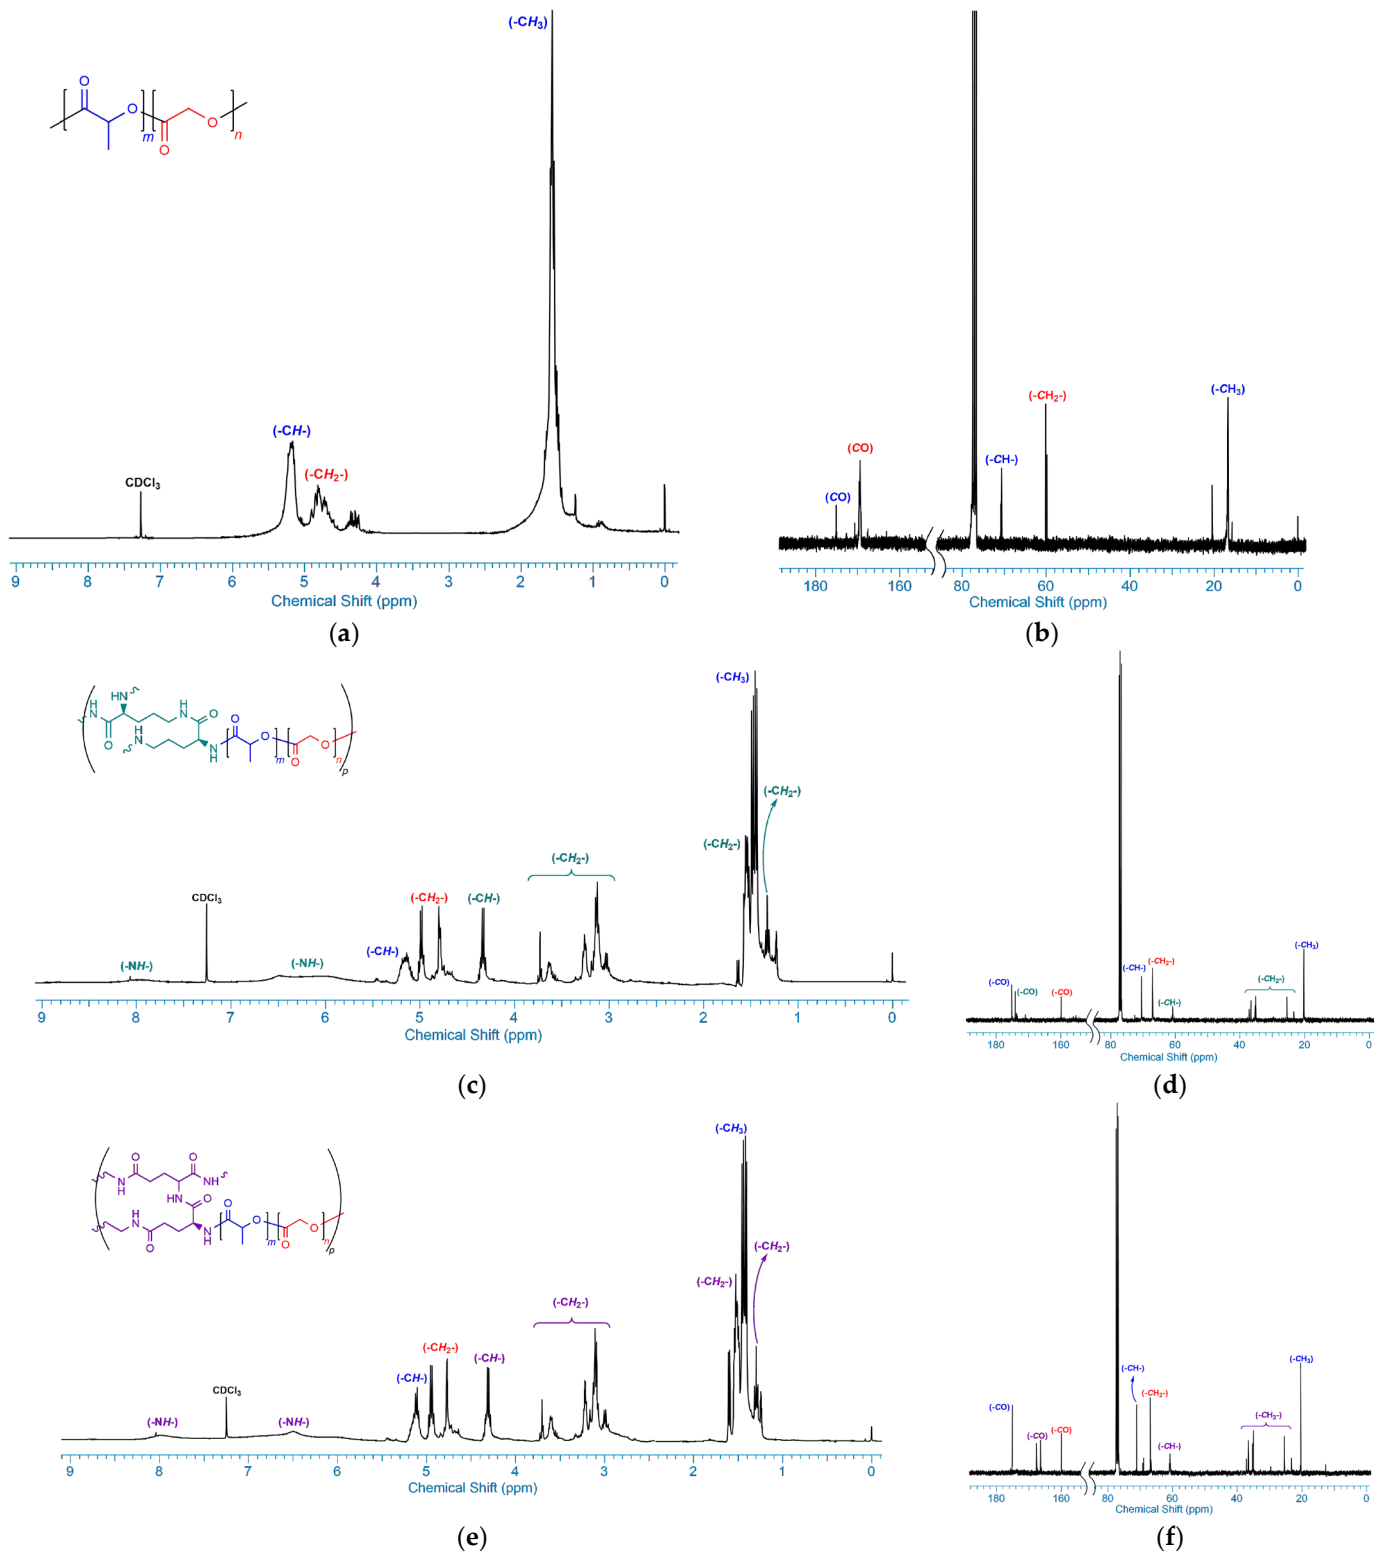 (-CH₃)
O
O
m
O
O
n
(-CH-)
(-CH₂-)
CDCl₃
9 8 7 6 5 4 3 2 1 0
Chemical Shift (ppm)
(a)
(-CH₂-)
(-CH₃)
(CO)
(-CH-)
(CO)
180 160 80 60 40 20 0
Chemical Shift (ppm)
(b)
HN
H
N
O
H
N
O
H
N
N
H
O
O
m
O
O
n
p
(-CH₃)
(-CH₂-)
(-CH₂-)
(-CH₂-)
CDCl₃
(-CH₂-)
(-CH-)
(-CH-)
(-NH-)
(-NH-)
9 8 7 6 5 4 3 2 1 0
Chemical Shift (ppm)
(c)
(-CH₃)
(-CH-)
(-CH₂-)
(-CH₂-)
(-CO)
(-CO)
(-CO)
(-CH-)
180 160 80 60 40 20 0
Chemical Shift (ppm)
(d)
O
O
N
H
NH
NH
O
H
N
O
N
H
O
O
m
O
O
n
p
(-CH₃)
(-CH₂-)
(-CH₂-)
(-CH₂-)
(-CH₂-)
(-CH-)
(-CH-)
CDCl₃
(-NH-)
(-NH-)
9 8 7 6 5 4 3 2 1 0
Chemical Shift (ppm)
(e)
(-CH₃)
(-CH-)
(-CH₂-)
(-CO)
(-CH₂-)
(-CO)
(-CO)
(-CH-)
180 160 80 60 40 20 0
Chemical Shift (ppm)
(f)